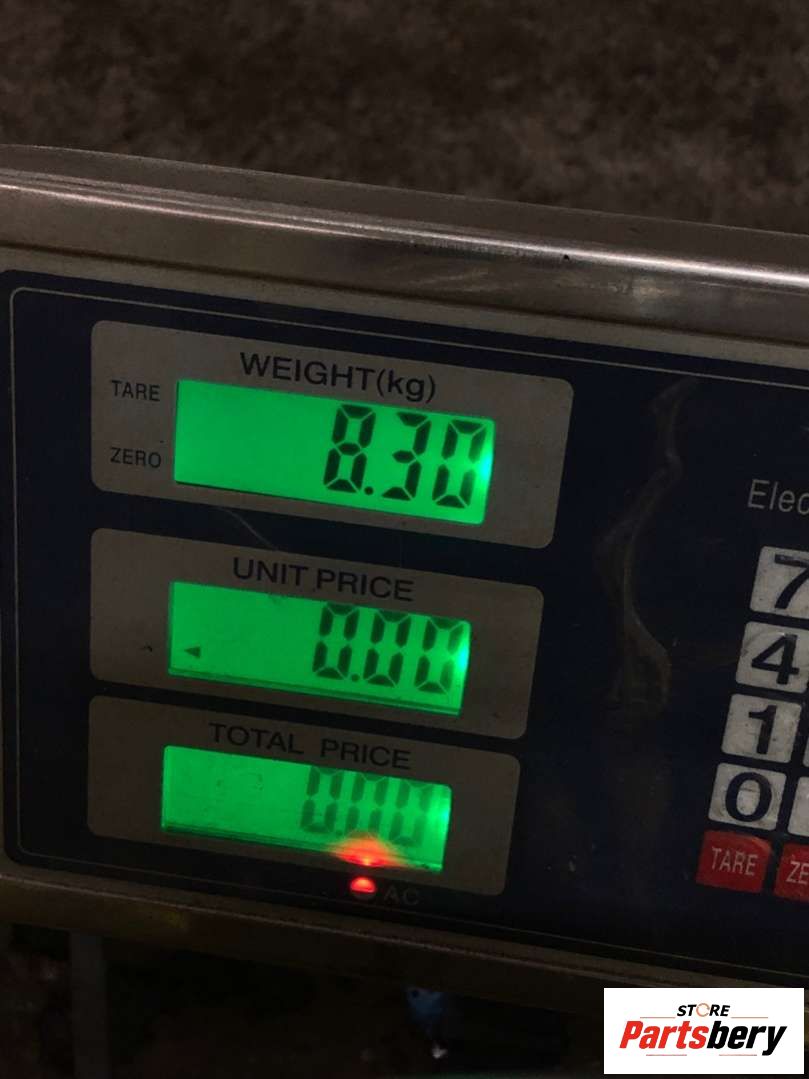 WEIGHT(kg)
TARE
8.30
ZERO
Elec
UNIT PRICE
0.00
7
4
TOTAL PRICE
1
0.00
0
TARE
ZE
AC
STORE
Partsbery